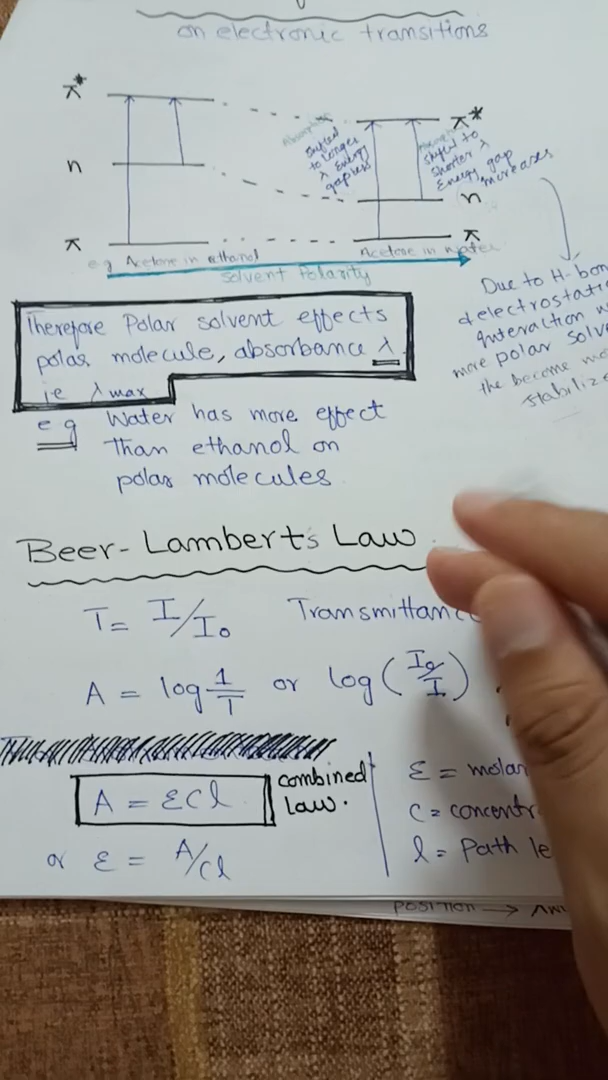 on electronic transitions
π*
n
π
Absorption
Shifted
to Longer
λ Energy
gap less
Shifted to
Shorter λ
Energy gap
increases
π*
n
π
e.g Acetone in ethanol
Acetone in water
Solvent Polarity
Due to H-bon
electrostati
interaction w
more polar solv
the become mo
stabilize
Therefore Polar solvent effects
polar molecule, absorbance λ
ie λmax
e g Water has more effect
than ethanol on
polar molecules
Beer-Lambert's Law
T = I/I₀ Transmittanc
A = log 1/T or log (I₀/I)
A = εCl
combined
law.
or ε = A/Cl
ε = molar
C = concentr
l = Path le
POSITION →